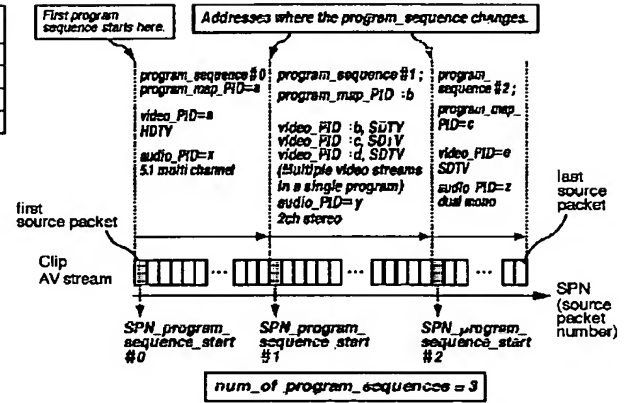 First program
sequence starts here.
Addresses where the program_sequence changes.
program_sequence#0
program_map_PID=a
video_PID=a
HDTV
audio_PID=x
5.1 multi channel
program_sequence#1;
program_map_PID :b
video_PID :b, SDTV
video_PID :c, SDTV
video_PID :d, SDTV
(Multiple video streams
in a single program)
audio_PID=y
2ch stereo
program_
sequence#2;
program_map_
PID=c
video_PID=e
SDTV
audio PID=z
dual mono
first
source packet
last
source
packet
Clip
AV stream
... ... ...
SPN
(source
packet
number)
SPN_program_
sequence_start
#0
SPN_program_
sequence_start
#1
SPN_program_
sequence_start
#2
num_of_program_sequences = 3